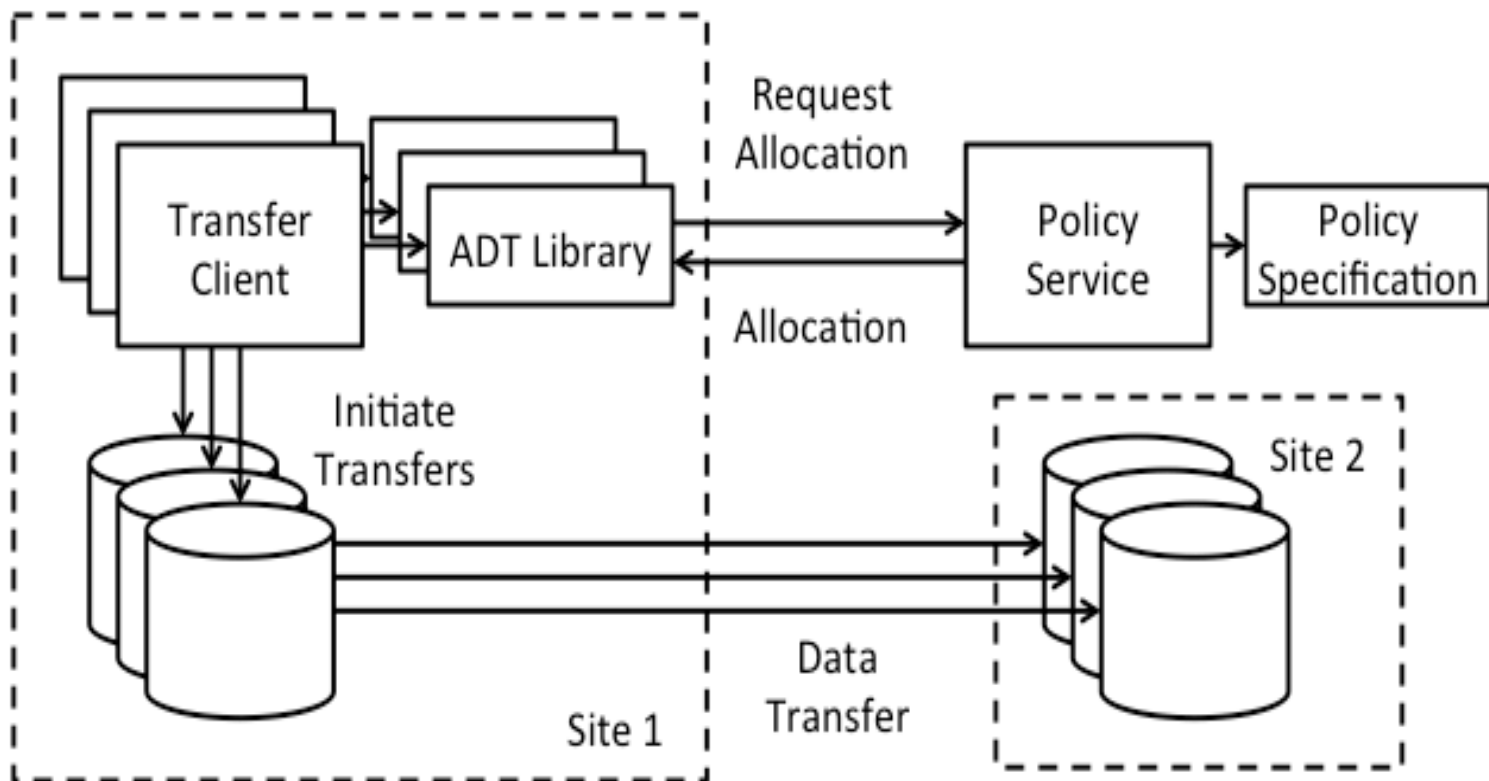 Request
Allocation
Transfer
Client
ADT Library
Policy
Service
Policy
Specification
Allocation
Initiate
Transfers
Site 2
Data
Transfer
Site 1